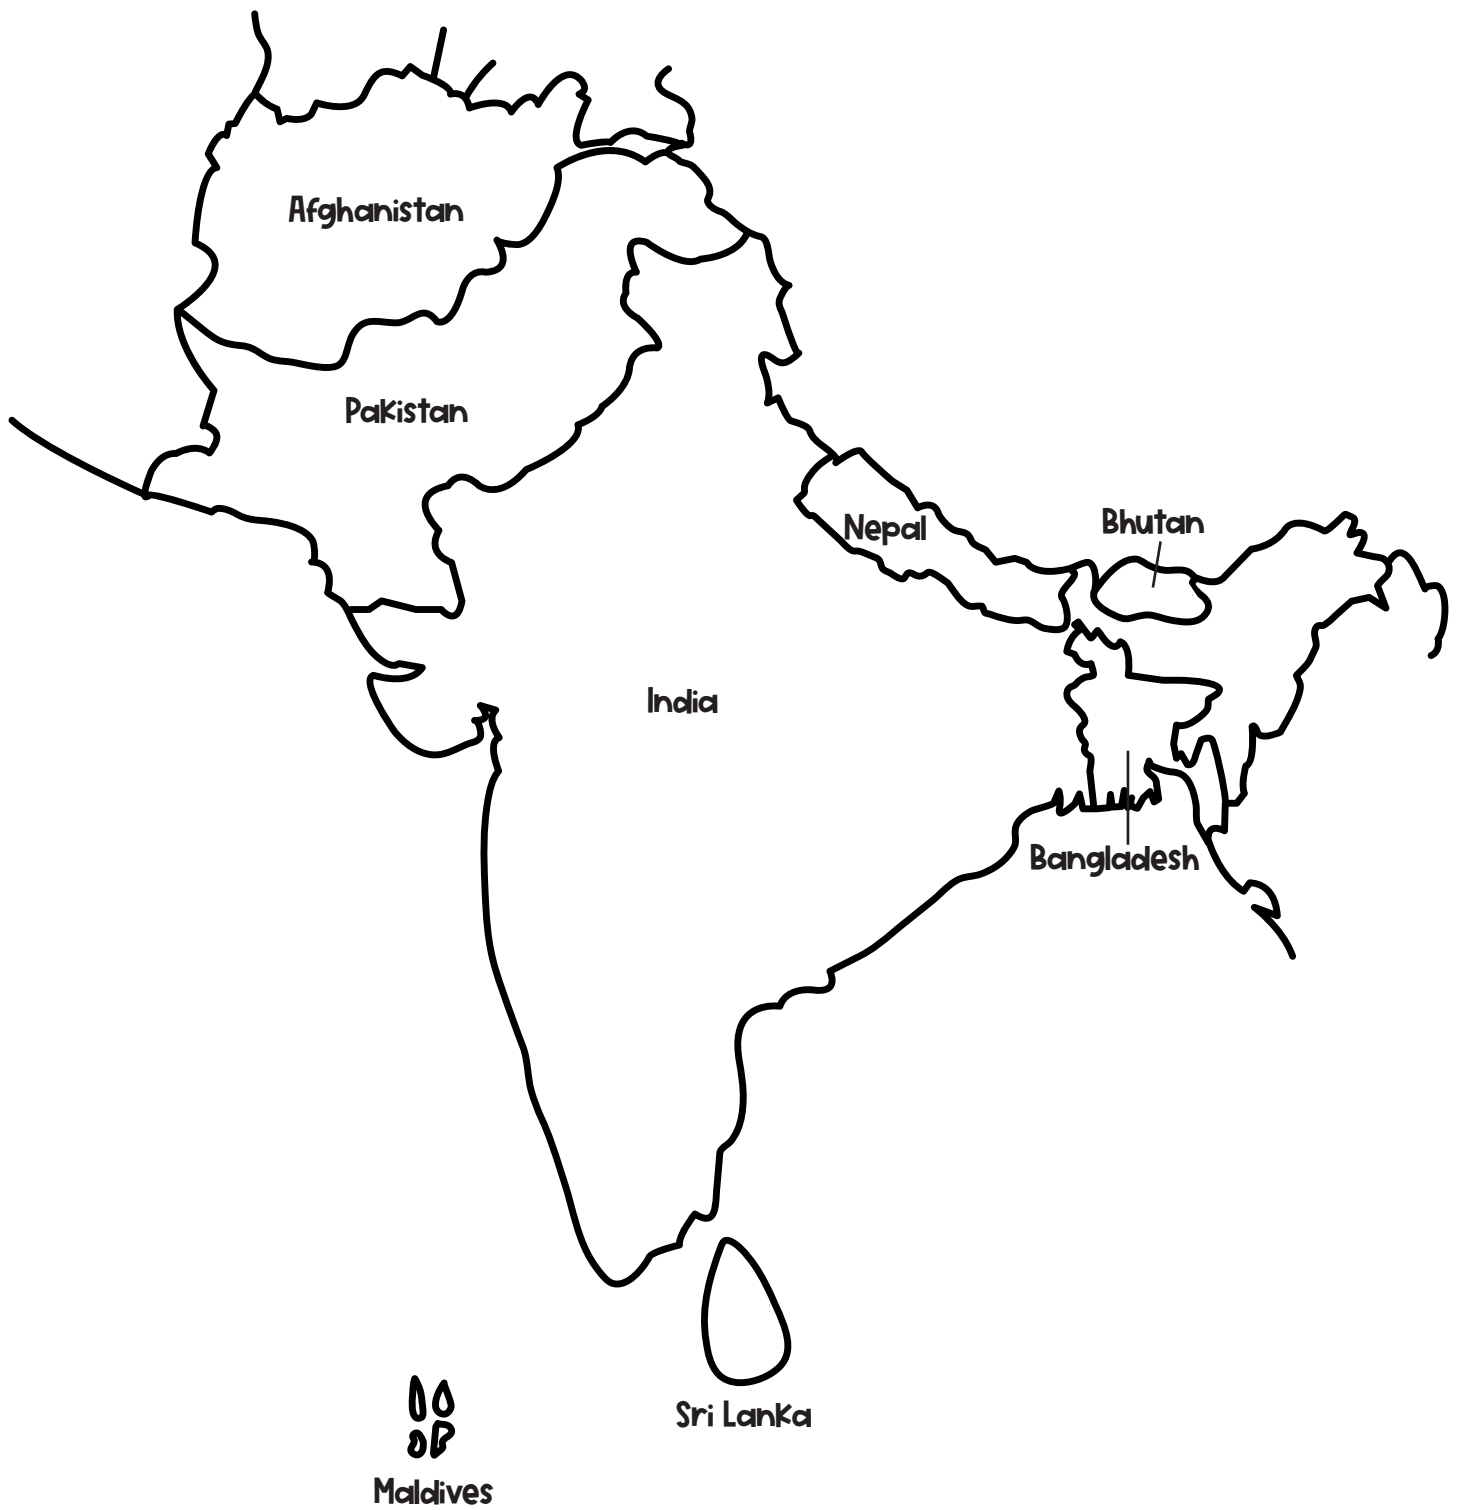 Afghanistan
Pakistan
Nepal
Bhutan
India
Bangladesh
Sri Lanka
Maldives